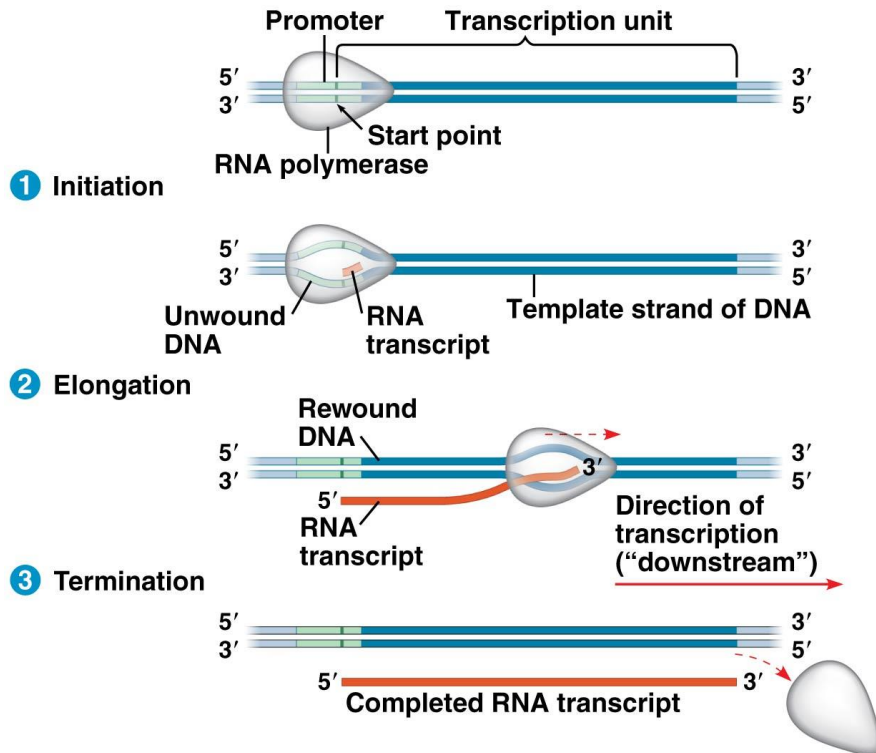 Promoter
Transcription unit
5′
3′
3′
5′
Start point
RNA polymerase
1 Initiation
5′
3′
3′
5′
Unwound
DNA
RNA
transcript
Template strand of DNA
2 Elongation
Rewound
DNA
5′
3′
3′
3′
5′
5′
RNA
transcript
Direction of
transcription
(“downstream”)
3 Termination
5′
3′
3′
5′
5′
3′
Completed RNA transcript